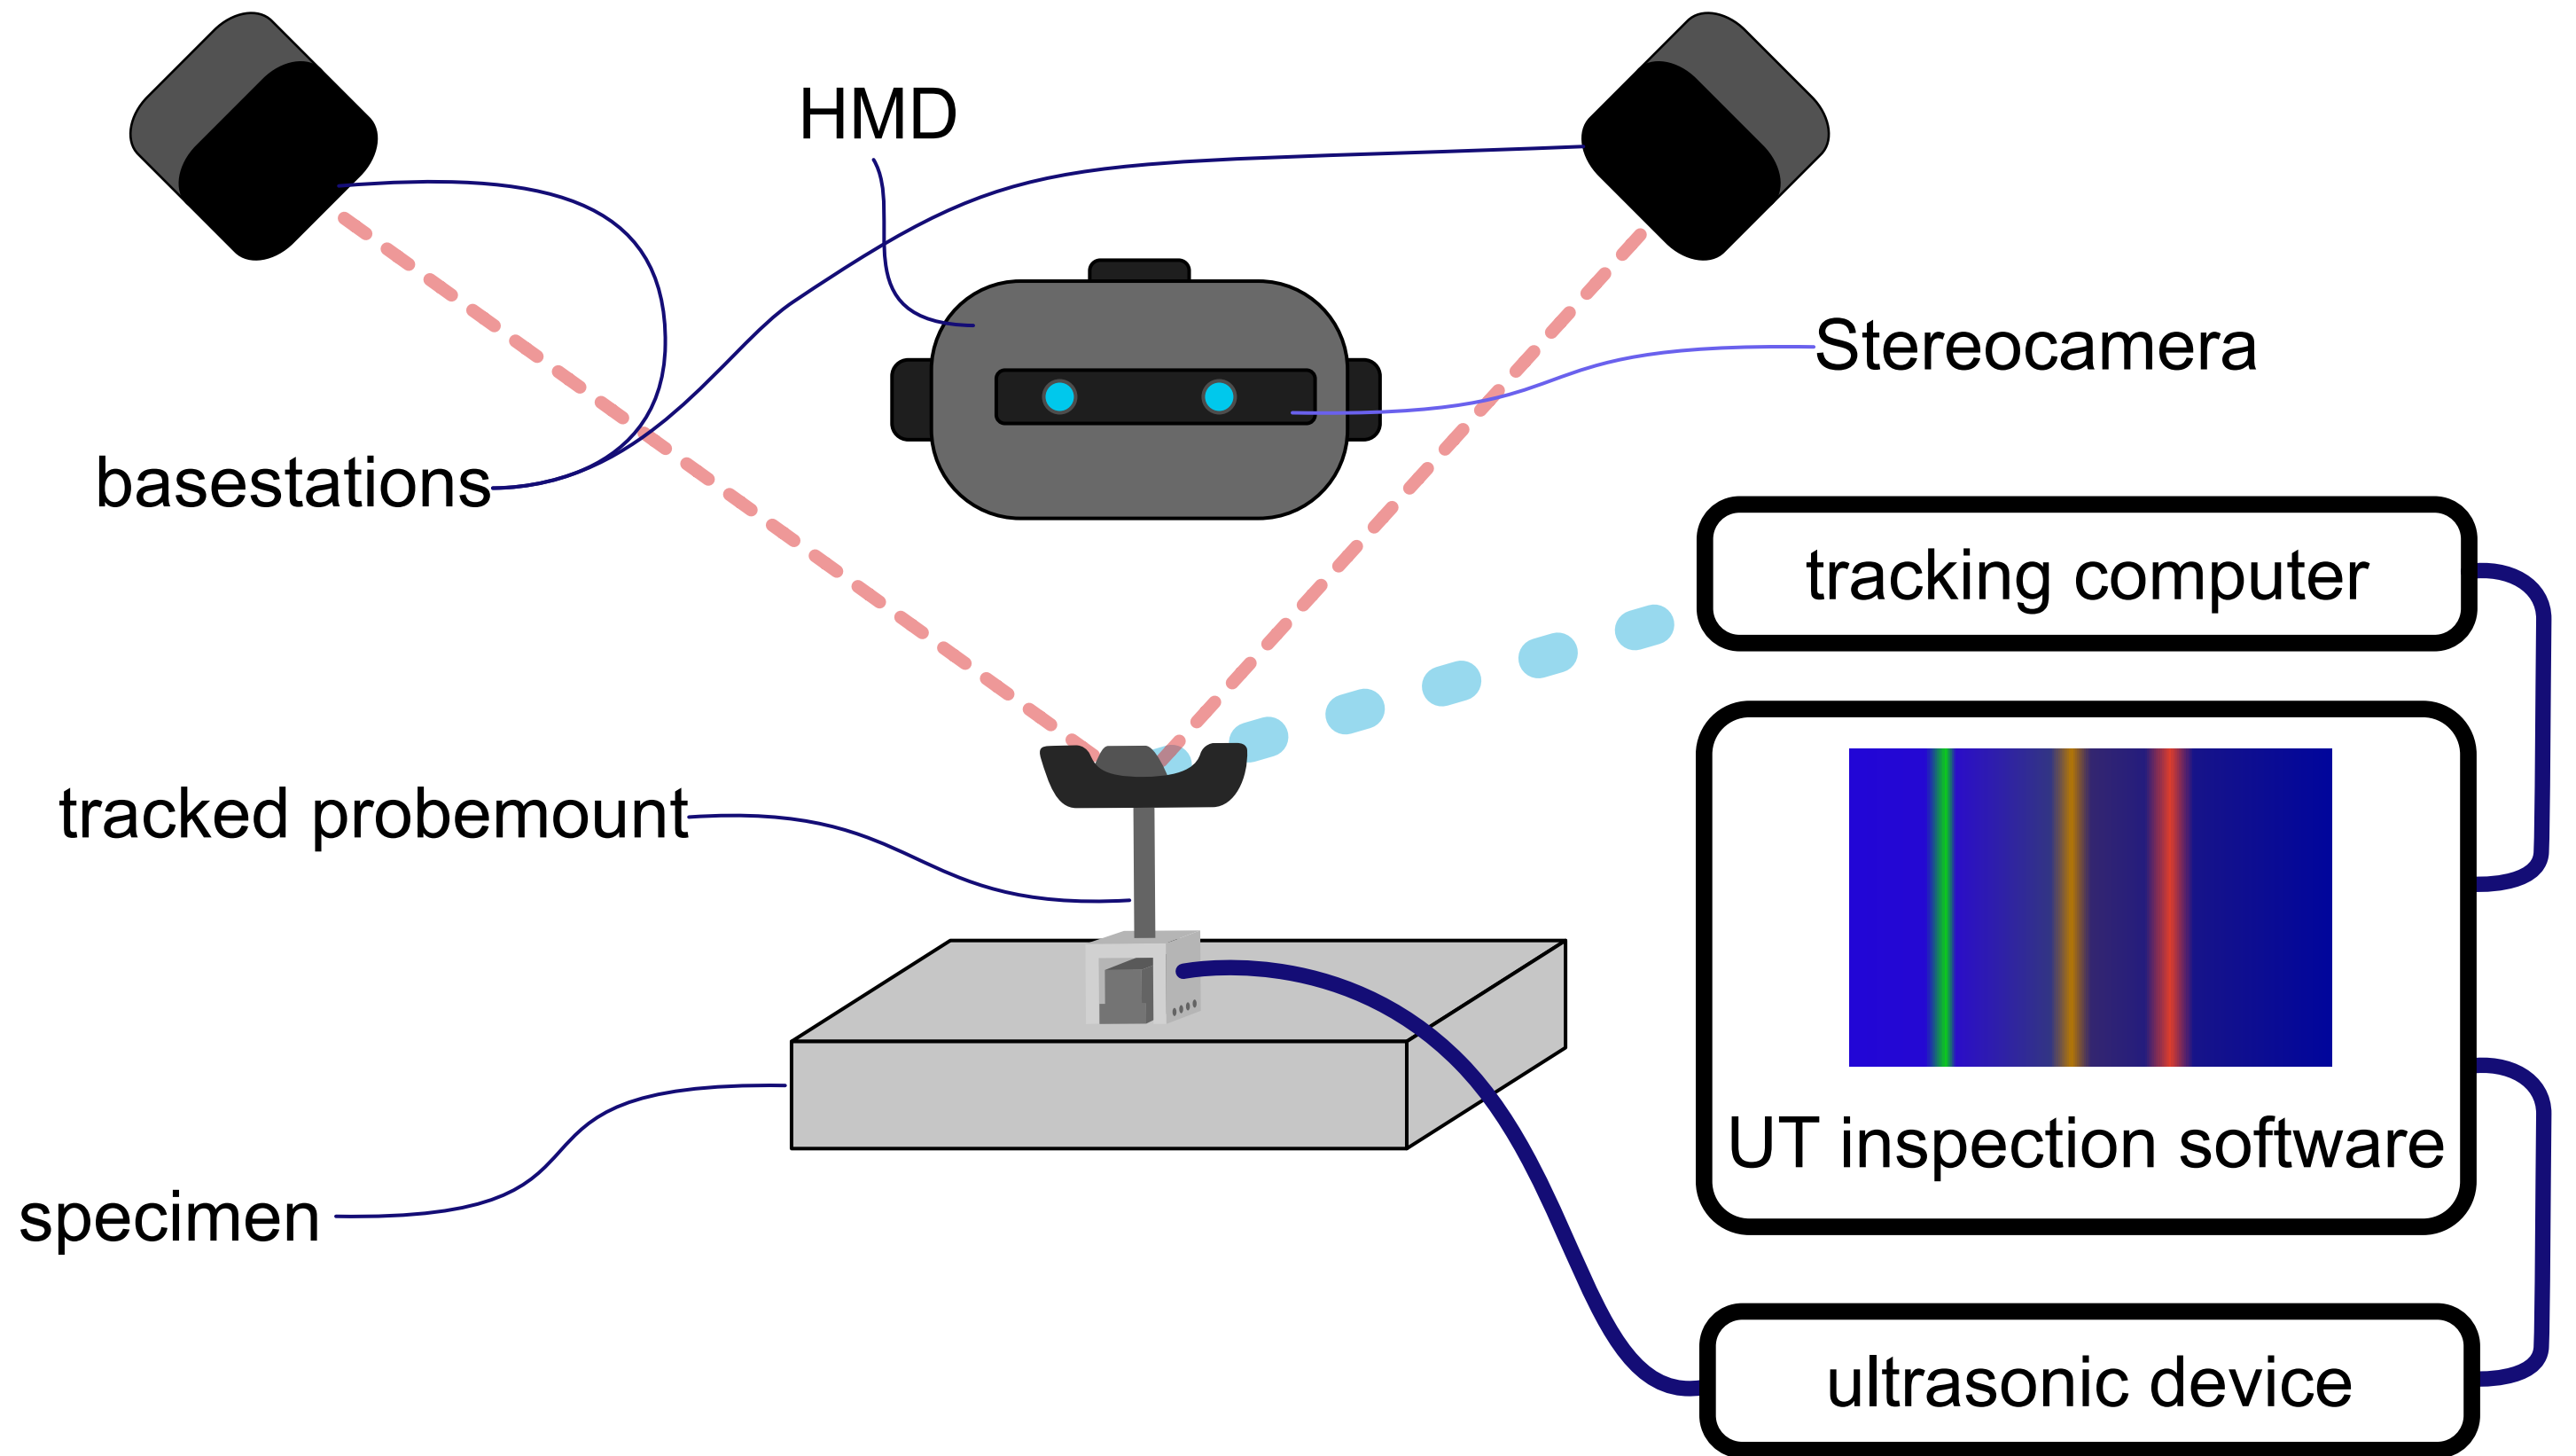 HMD
Stereocamera
basestations
tracking computer
tracked probemount
UT inspection software
specimen
ultrasonic device